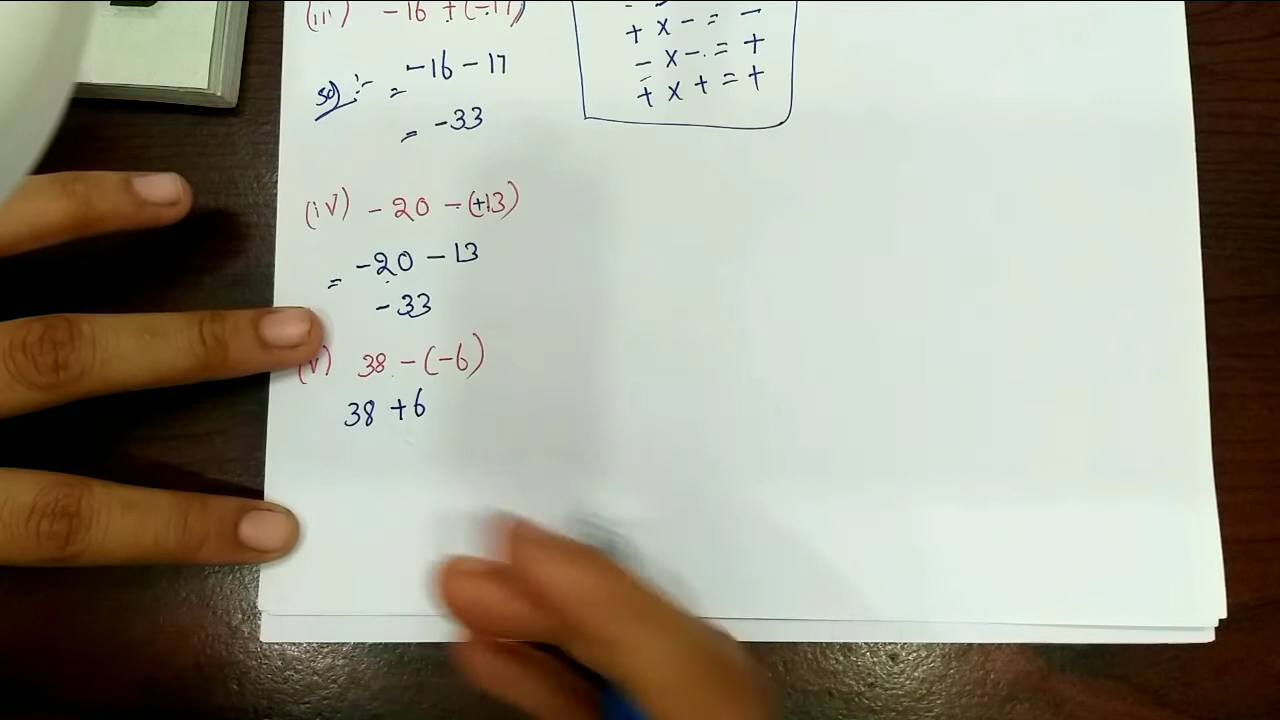 (iii) -16 + (-17)
+ x - = -
Sol :- = -16 - 17
- x - = +
+ x + = +
= -33
(iv) -20 - (+13)
= -20 - 13
-33
(v) 38 - (-6)
38 + 6